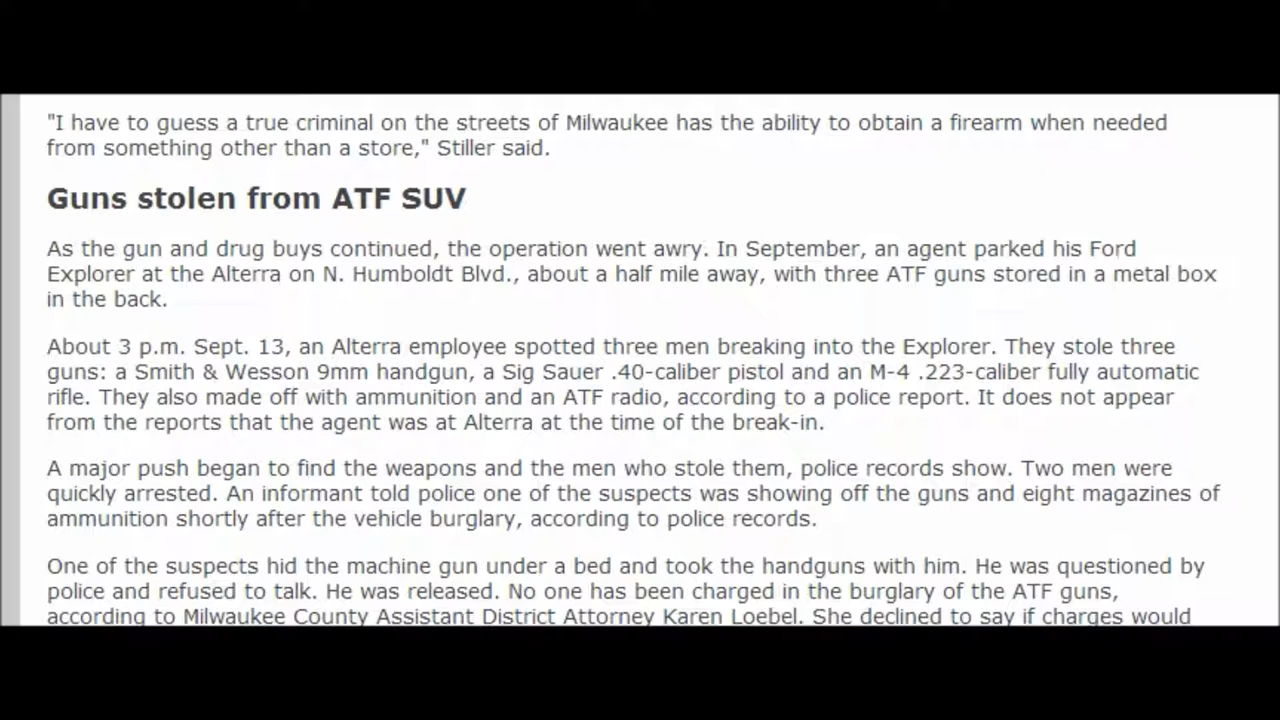 "I have to guess a true criminal on the streets of Milwaukee has the ability to obtain a firearm when needed
from something other than a store," Stiller said.
Guns stolen from ATF SUV
As the gun and drug buys continued, the operation went awry. In September, an agent parked his Ford
Explorer at the Alterra on N. Humboldt Blvd., about a half mile away, with three ATF guns stored in a metal box
in the back.
About 3 p.m. Sept. 13, an Alterra employee spotted three men breaking into the Explorer. They stole three
guns: a Smith & Wesson 9mm handgun, a Sig Sauer .40-caliber pistol and an M-4 .223-caliber fully automatic
rifle. They also made off with ammunition and an ATF radio, according to a police report. It does not appear
from the reports that the agent was at Alterra at the time of the break-in.
A major push began to find the weapons and the men who stole them, police records show. Two men were
quickly arrested. An informant told police one of the suspects was showing off the guns and eight magazines of
ammunition shortly after the vehicle burglary, according to police records.
One of the suspects hid the machine gun under a bed and took the handguns with him. He was questioned by
police and refused to talk. He was released. No one has been charged in the burglary of the ATF guns,
according to Milwaukee County Assistant District Attorney Karen Loebel. She declined to say if charges would